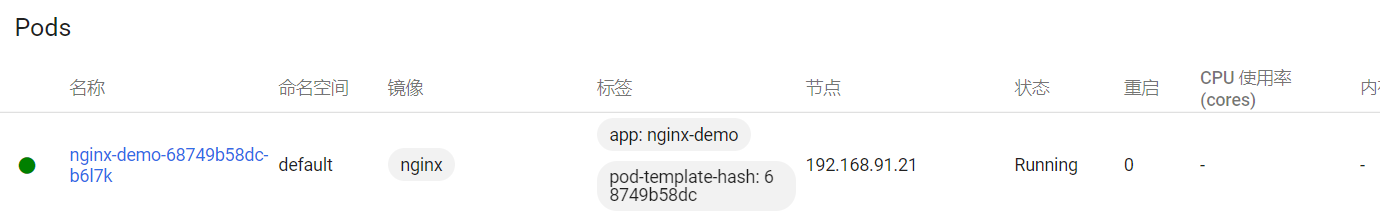 Pods
名称 命名空间 镜像 标签 节点 状态 重启 CPU 使用率
(cores)
app: nginx-demo
nginx-demo-68749b58dc- default nginx 192.168.91.21 Running 0 - -
b6l7k
pod-template-hash: 6
8749b58dc